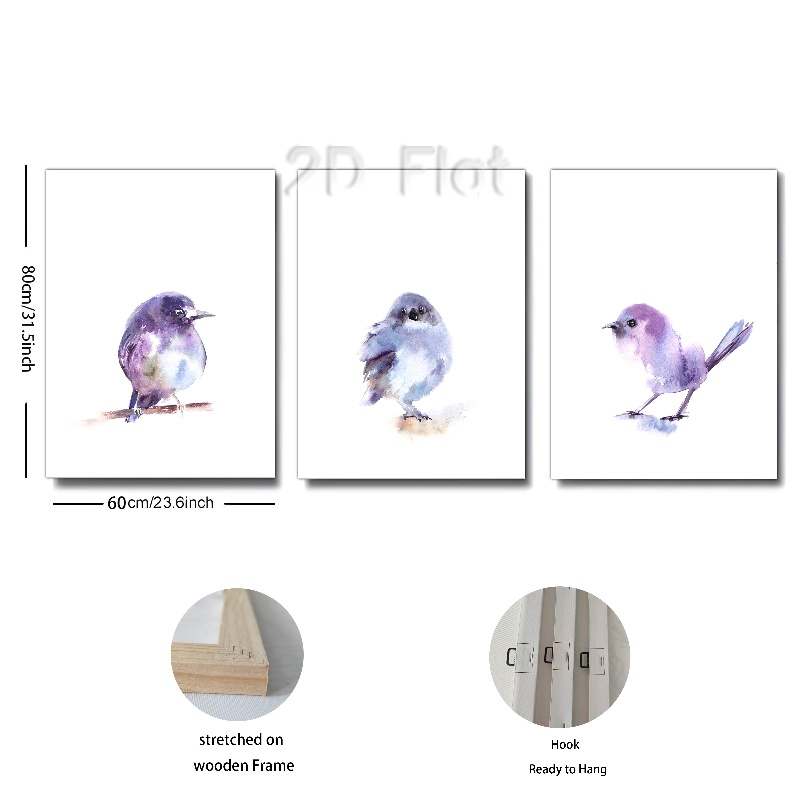 2D Flat
80cm/31.5inch
60cm/23.6inch
stretched on
wooden Frame
Hook
Ready to Hang